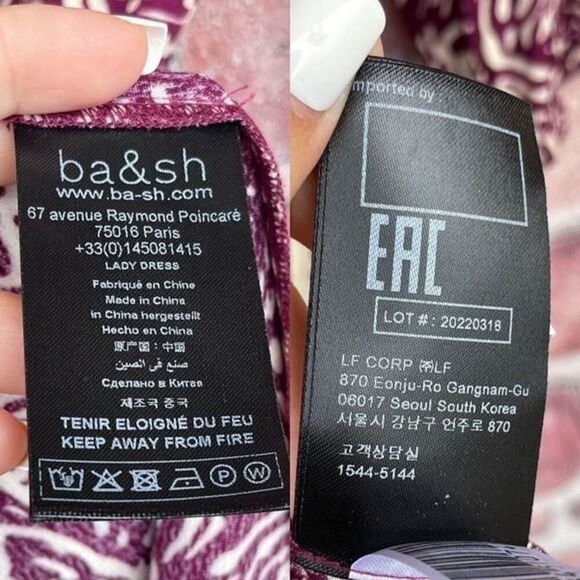 ba&sh
www.ba-sh.com
67 avenue Raymond Poincaré
75016 Paris
+33(0)145081415
LADY DRESS
Fabriqué en Chine
Made in China
in China hergestellt
Hecho en China
原产国：中国
صنع في الصين
Сделано в Китае
제조국 중국
TENIR ELOIGNÉ DU FEU
KEEP AWAY FROM FIRE
P
W
Imported by :
EAC
LOT # : 20220316
LF CORP ㈜LF
870 Eonju-Ro Gangnam-Gu
06017 Seoul South Korea
서울시 강남구 언주로 870
고객상담실
1544-5144